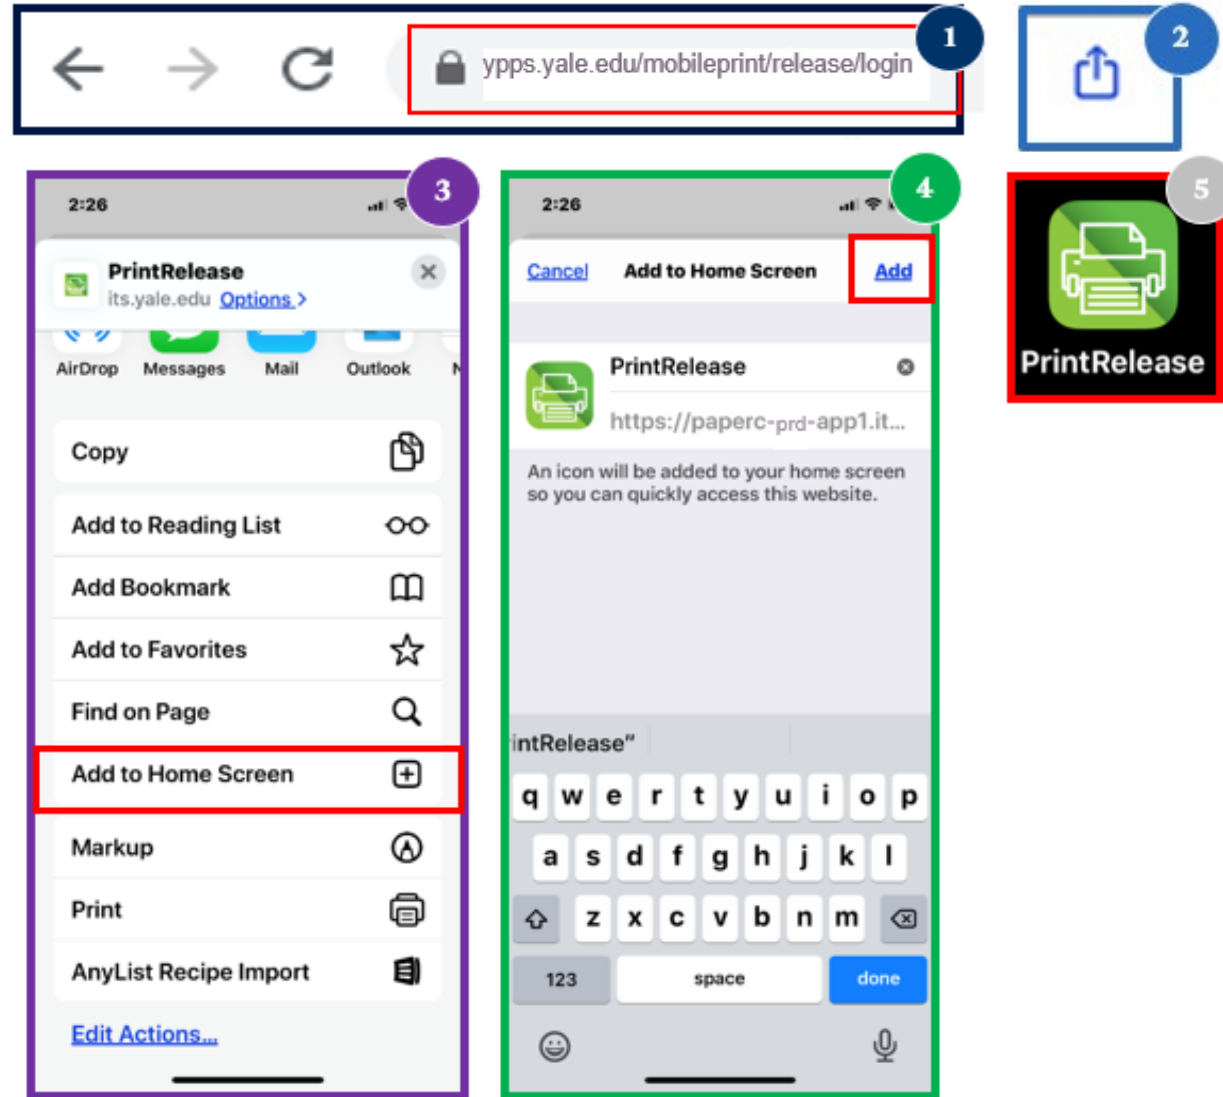 ypps.yale.edu/mobileprint/release/login
1
2
3
2:26
PrintRelease
its.yale.edu Options >
AirDrop Messages Mail Outlook
Copy
Add to Reading List
Add Bookmark
Add to Favorites
Find on Page
Add to Home Screen
Markup
Print
AnyList Recipe Import
Edit Actions...
4
2:26
Cancel Add to Home Screen Add
PrintRelease
https://paperc-prd-app1.it...
An icon will be added to your home screen
so you can quickly access this website.
intRelease"
q w e r t y u i o p
a s d f g h j k l
z x c v b n m
123 space done
5
PrintRelease